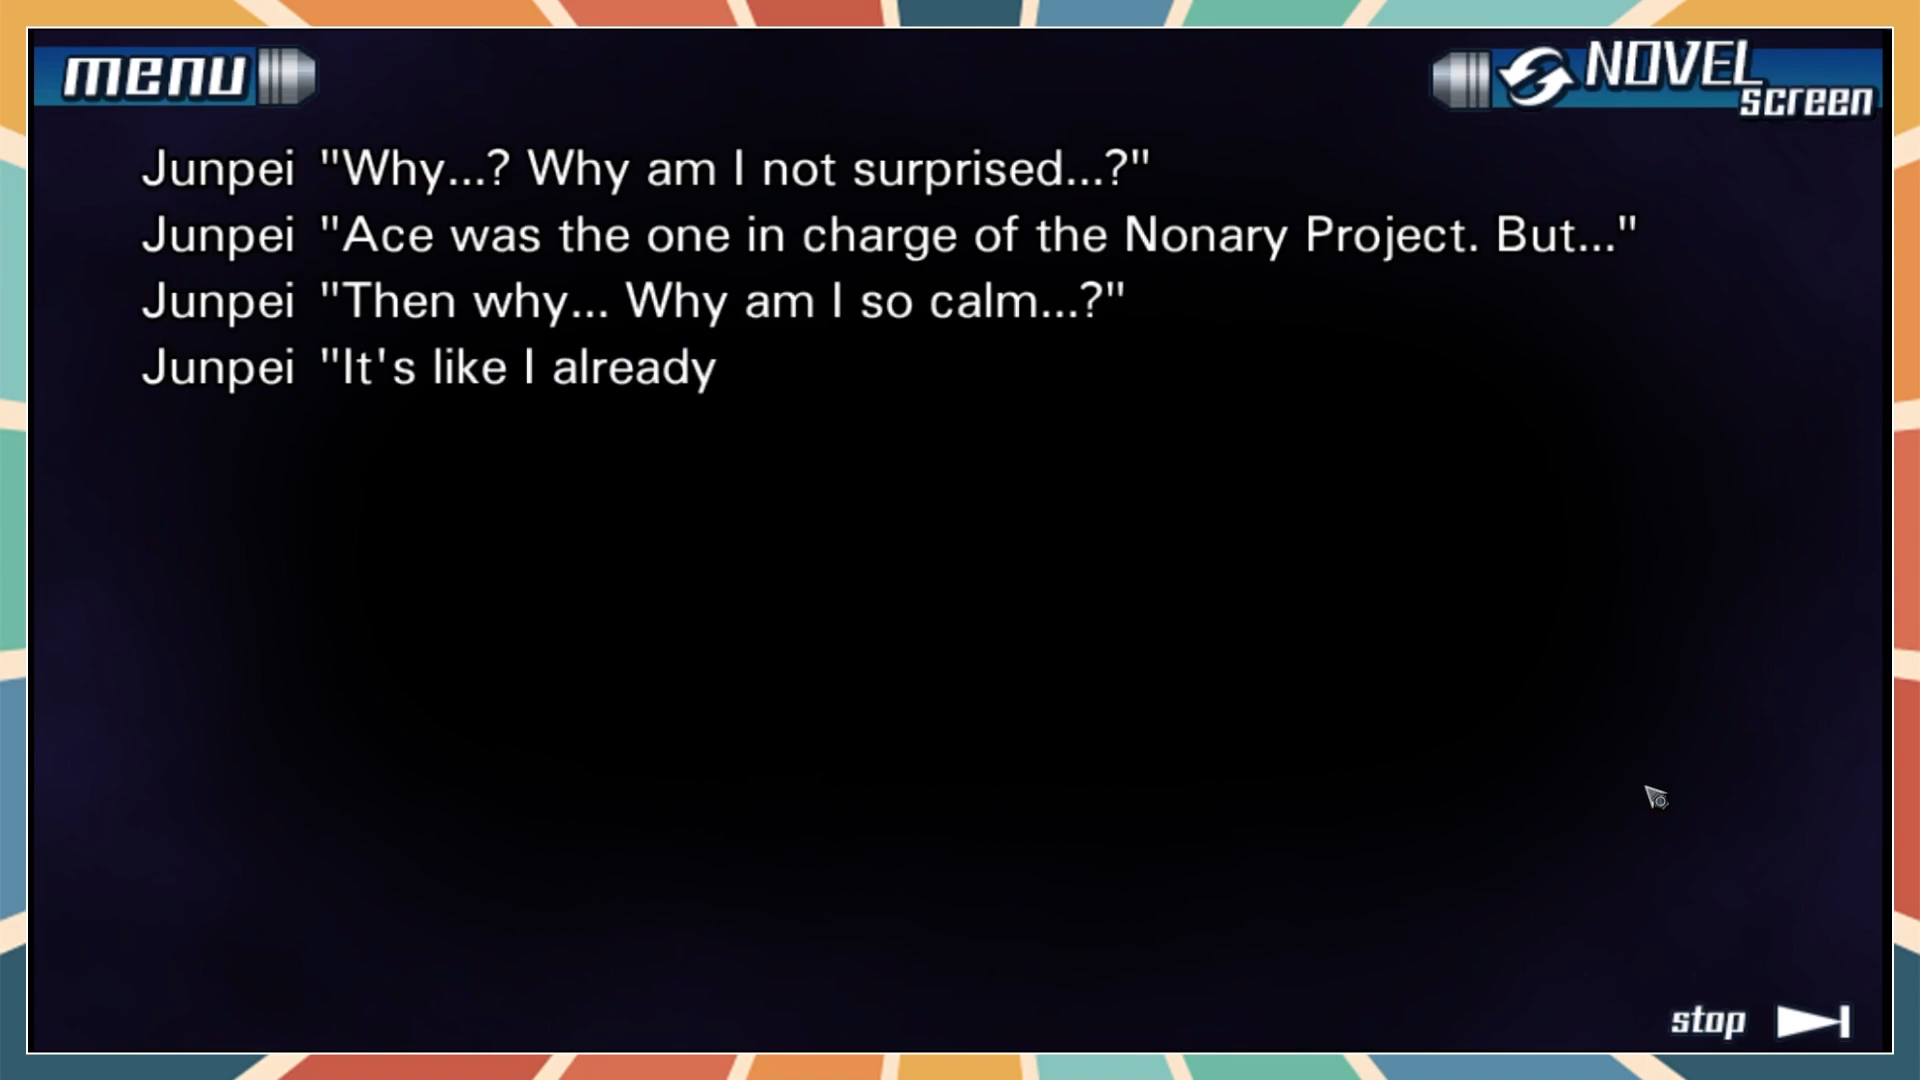 menu
NOVEL
screen
Junpei "Why...? Why am I not surprised...?"
Junpei "Ace was the one in charge of the Nonary Project. But..."
Junpei "Then why... Why am I so calm...?"
Junpei "It's like I already
stop